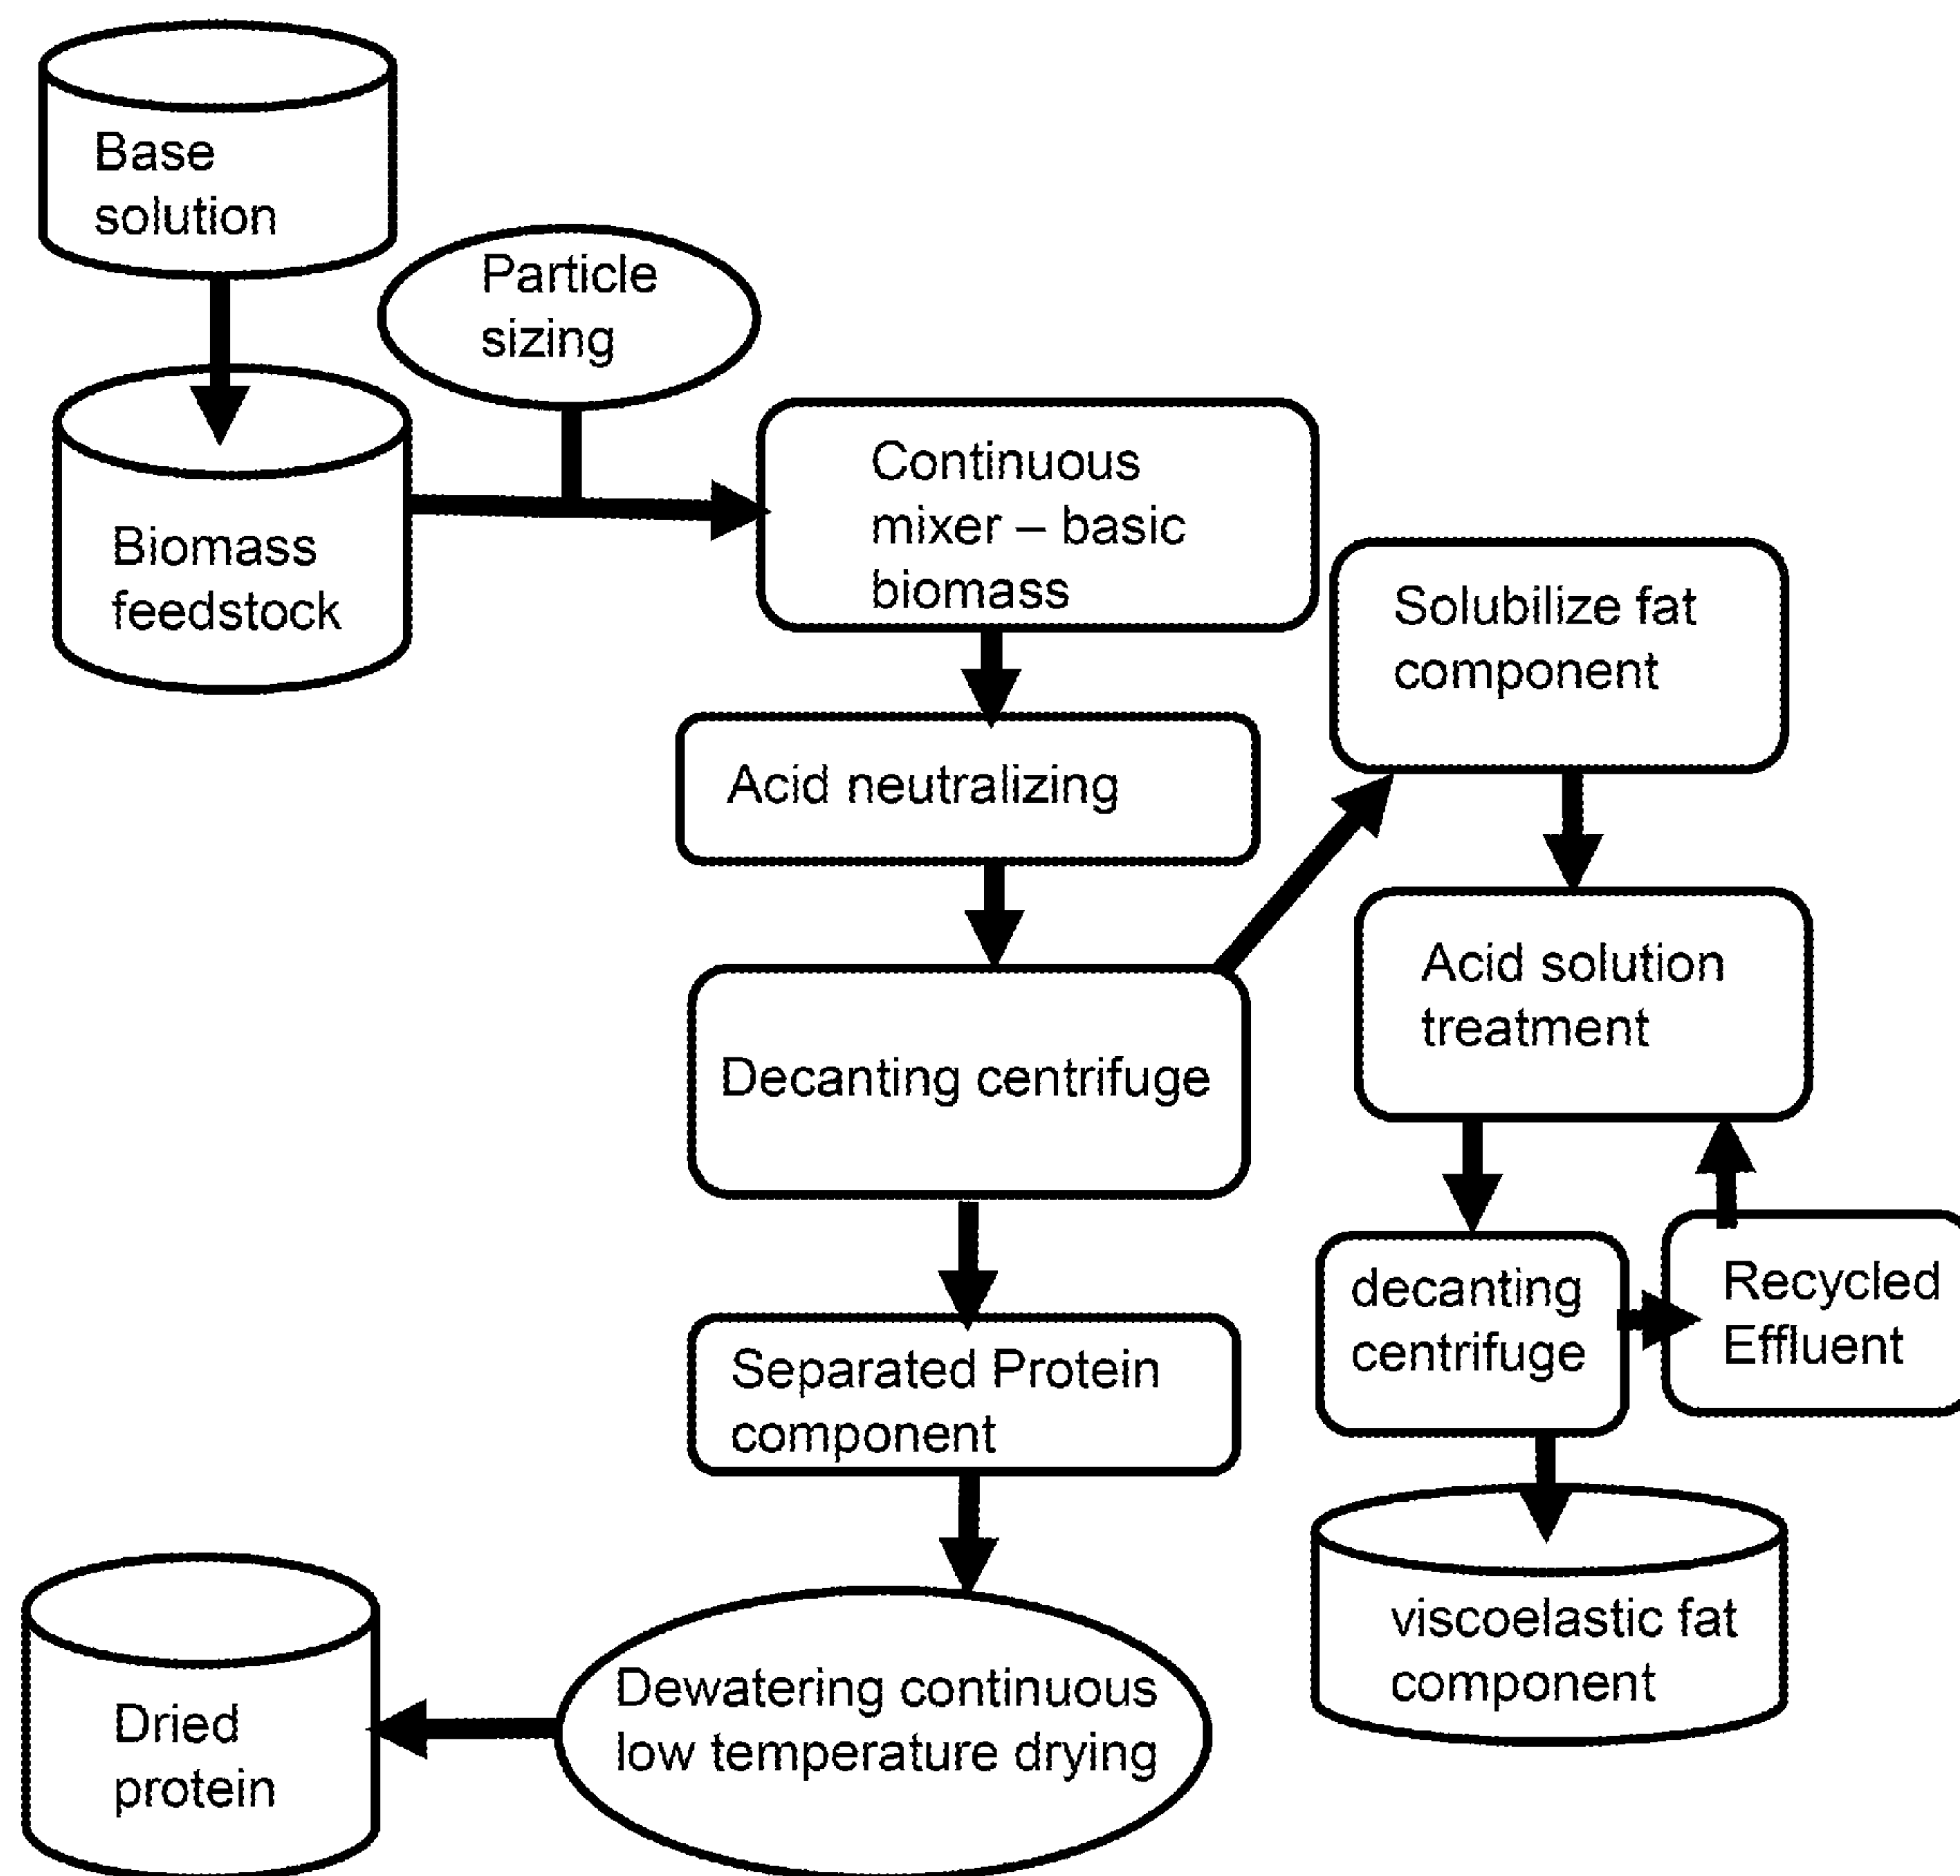 Base
solution
Particle
sizing
Biomass
feedstock
Continuous
mixer – basic
biomass
Solubilize fat
component
Acid neutralizing
Acid solution
treatment
Decanting centrifuge
decanting
centrifuge
Recycled
Effluent
Separated Protein
component
viscoelastic fat
component
Dewatering continuous
low temperature drying
Dried
protein